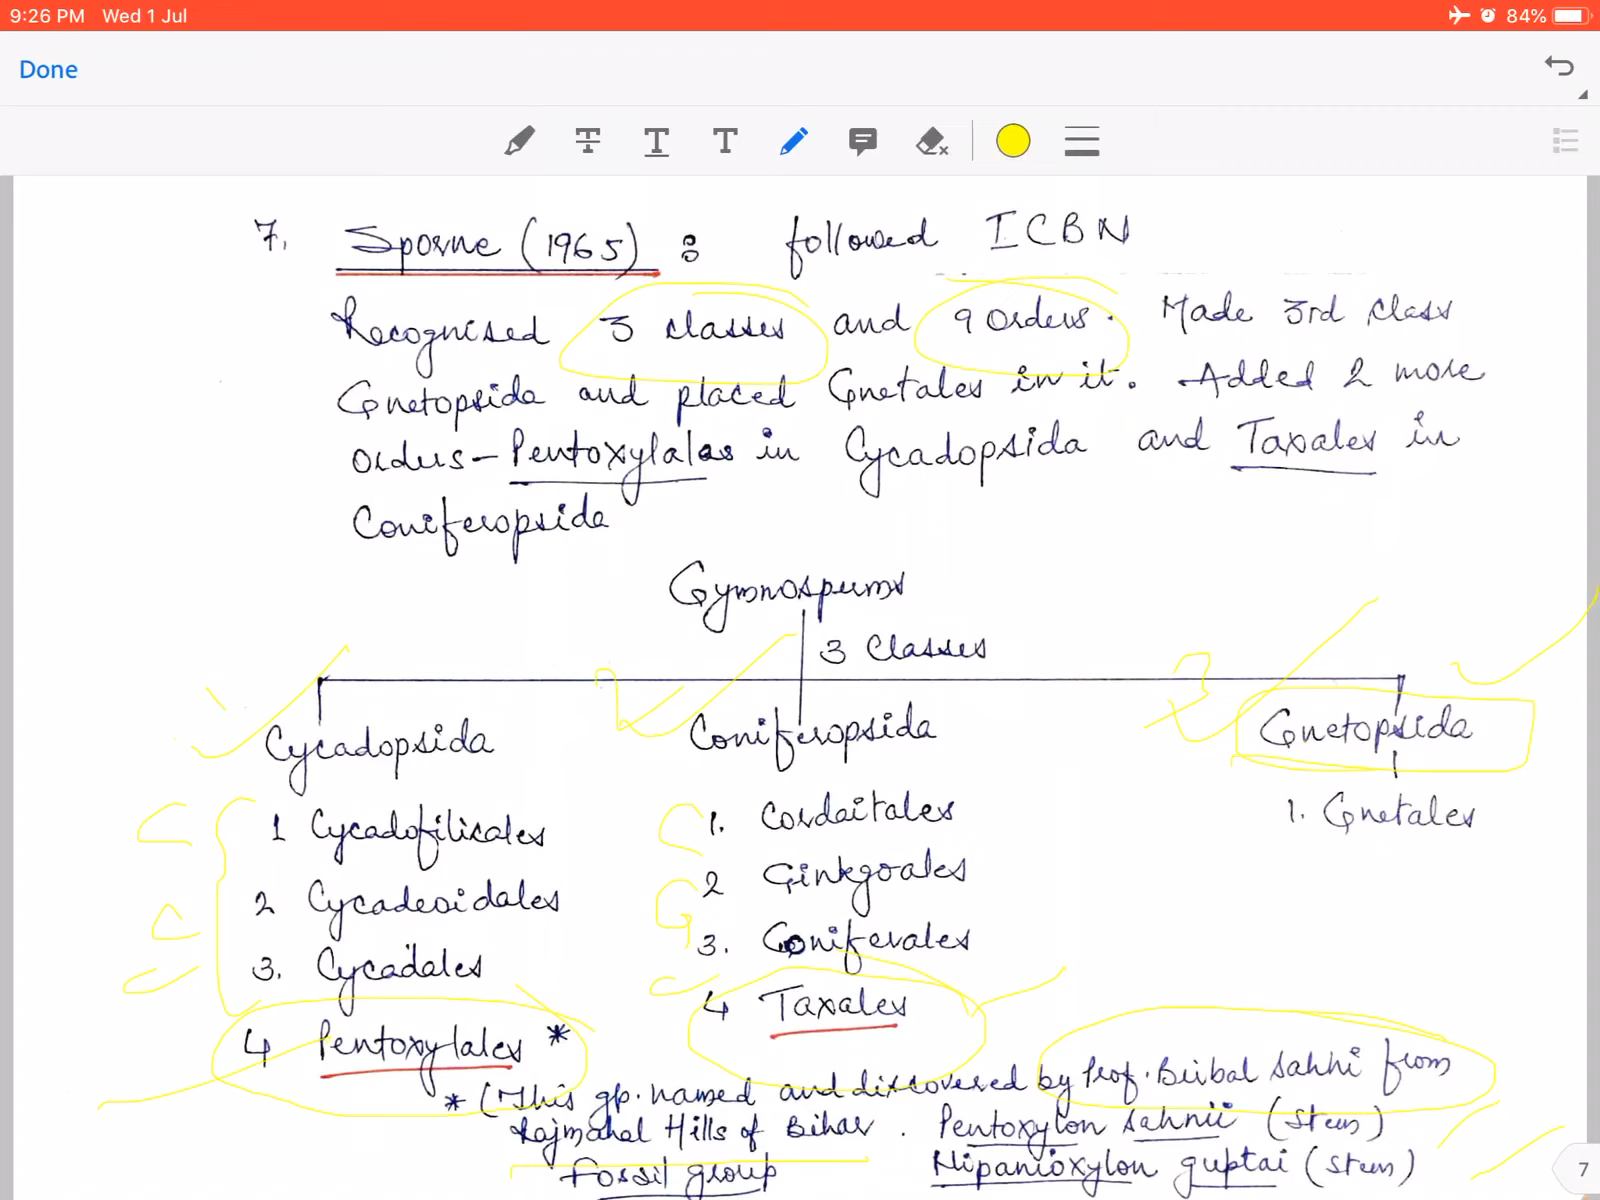 9:26 PM Wed 1 Jul 84%
Done
7. Sporne (1965) : followed ICBN
Recognised 3 classes and 9 orders. Made 3rd class
Gnetopsida and placed Gnetales in it. Added 2 more
orders - Pentoxylales in Cycadopsida and Taxales in
Coniferopsida
Gymnosperms
3 Classes
Cycadopsida Coniferopsida Gnetopsida
1 Cycadofilicales 1. Cordaitales 1. Gnetales
2 Cycadeoidales 2 Ginkgoales
3. Cycadales 3. Coniferales
4 Pentoxylales * 4 Taxales
* (This gp. named and discovered by Prof. Birbal Sahni from
Rajmahal Hills of Bihar. Pentoxylon sahnii (stem)
Fossil group Nipanioxylon guptai (stem)
7